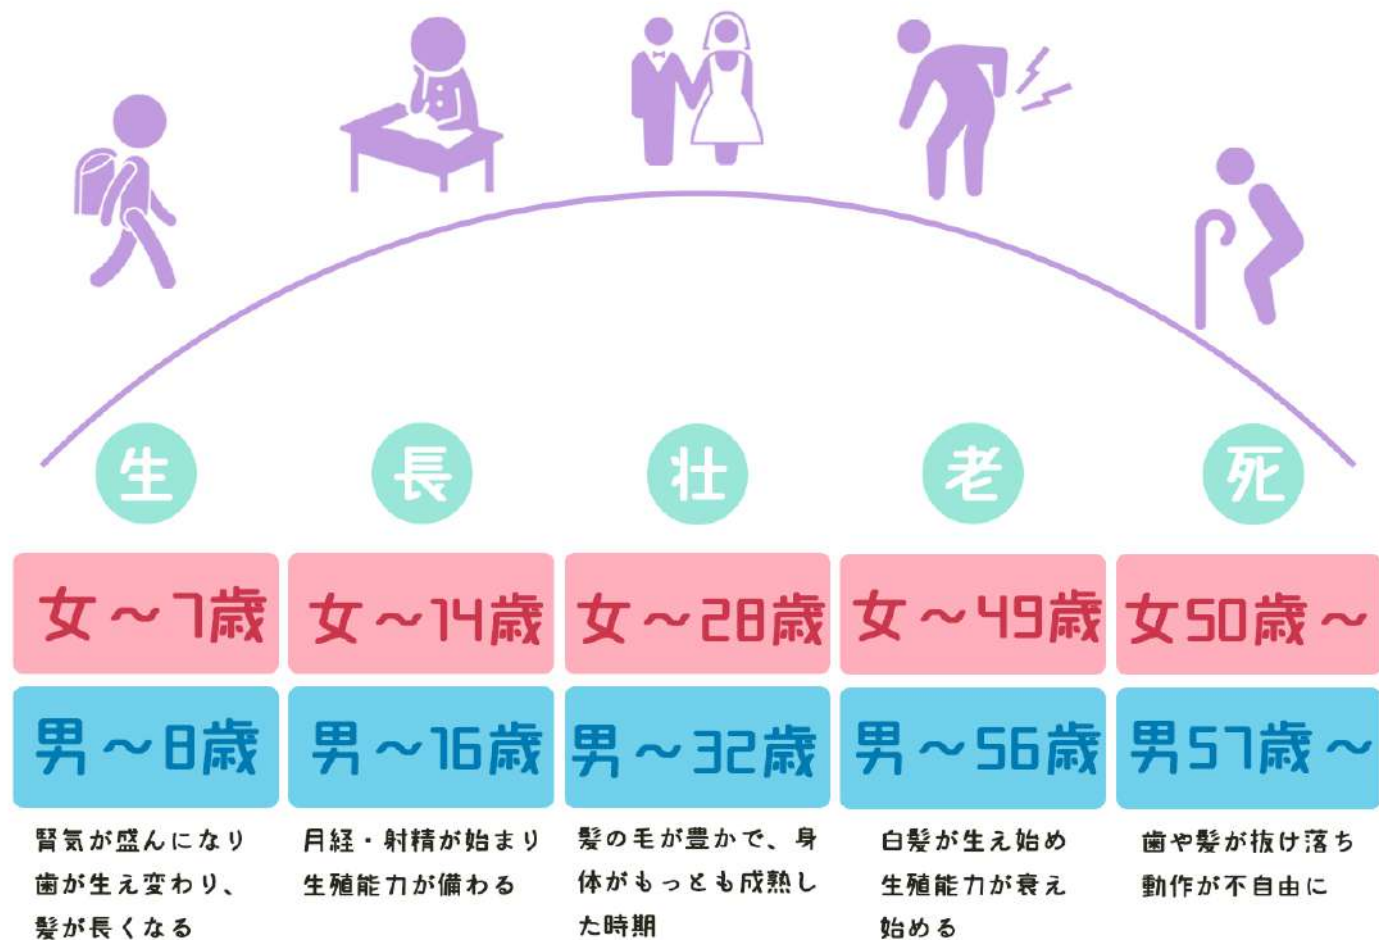 生
長
壮
老
死
女～7歳
女～14歳
女～28歳
女～49歳
女50歳～
男～8歳
男～16歳
男～32歳
男～56歳
男57歳～
腎気が盛んになり
歯が生え変わり、
髪が長くなる
月経・射精が始まり
生殖能力が備わる
髪の毛が豊かで、身
体がもっとも成熟し
た時期
白髪が生え始め
生殖能力が衰え
始める
歯や髪が抜け落ち
動作が不自由に